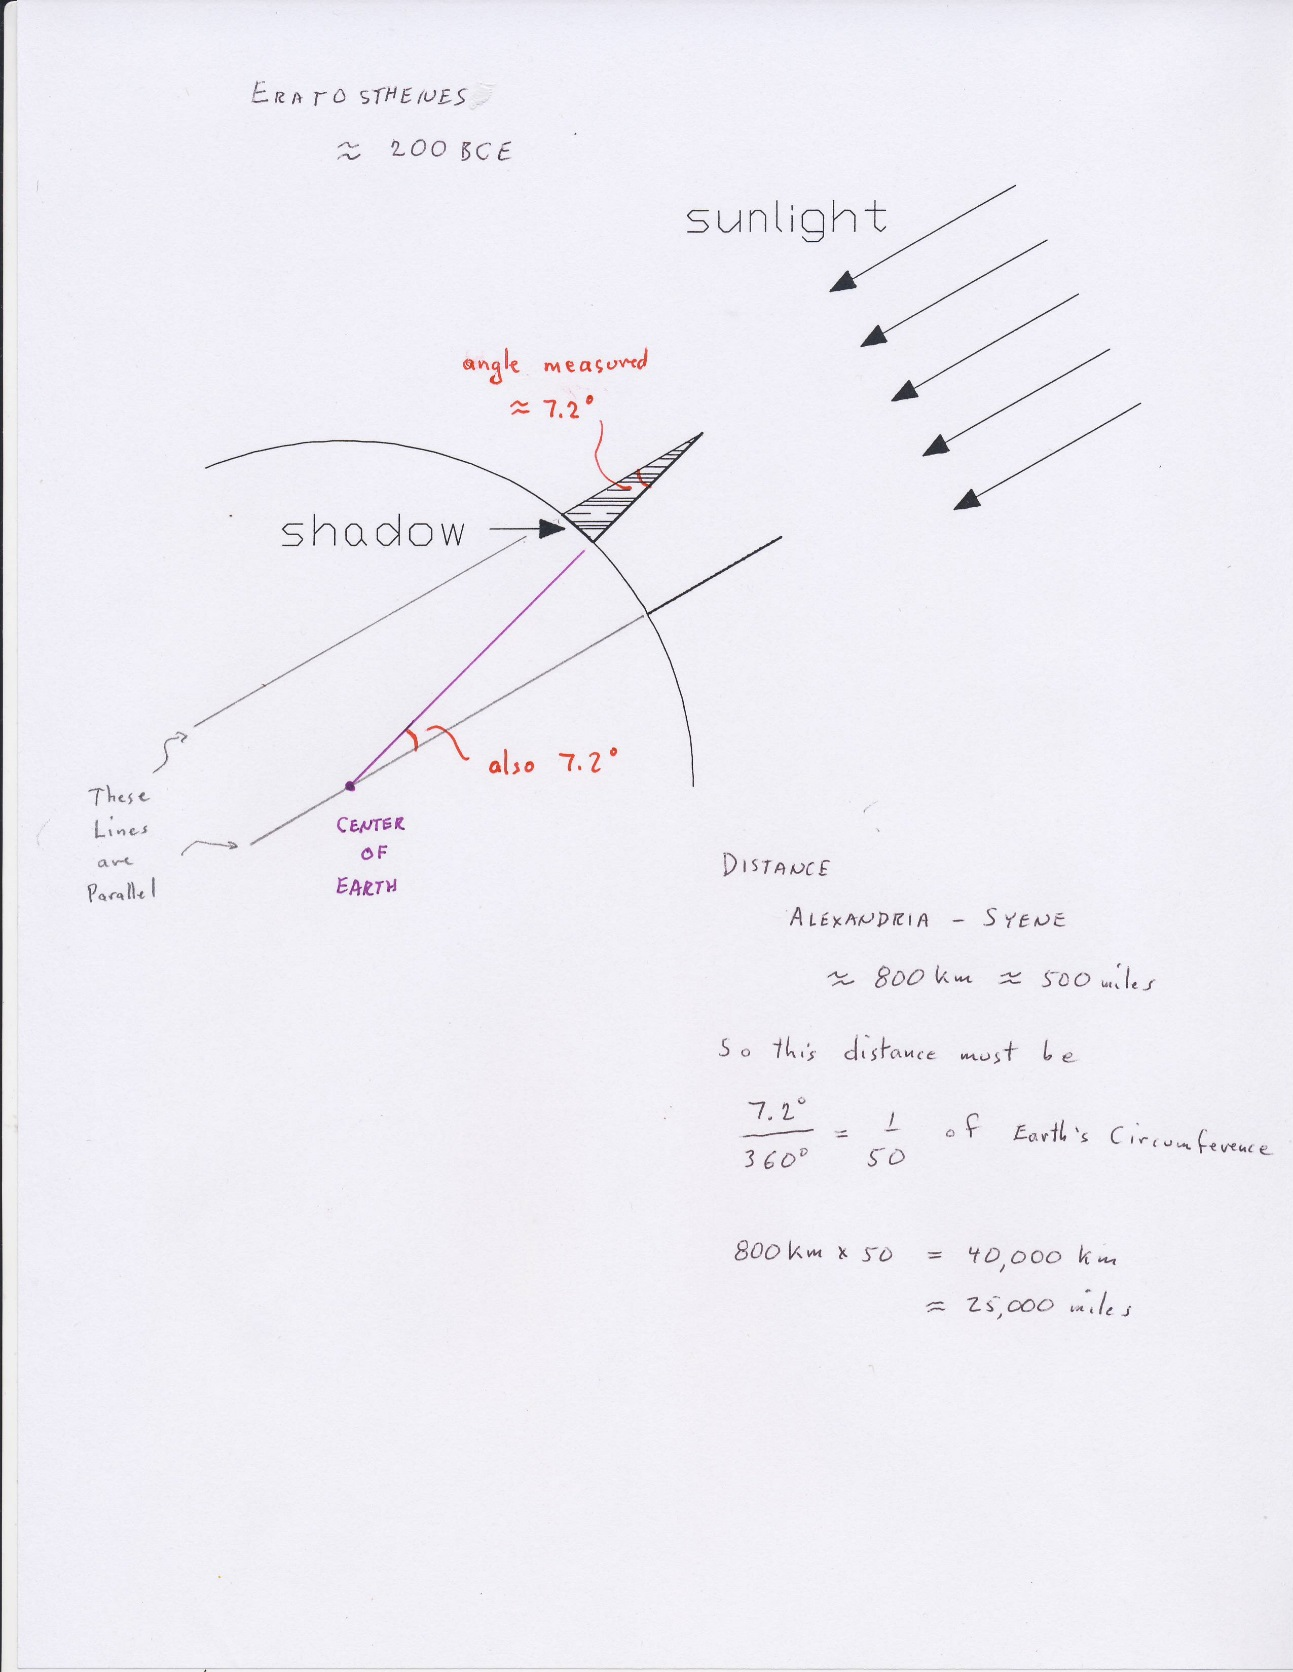 ERATOSTHENES
≈ 200 BCE
sunlight
angle measured
≈ 7.2°
shadow
also 7.2°
These
Lines
are
Parallel
CENTER
OF
EARTH
DISTANCE
ALEXANDRIA - SYENE
≈ 800 km ≈ 500 miles
So this distance must be
7.2°/360° = 1/50 of Earth's Circumference
800 km x 50 = 40,000 km
≈ 25,000 miles